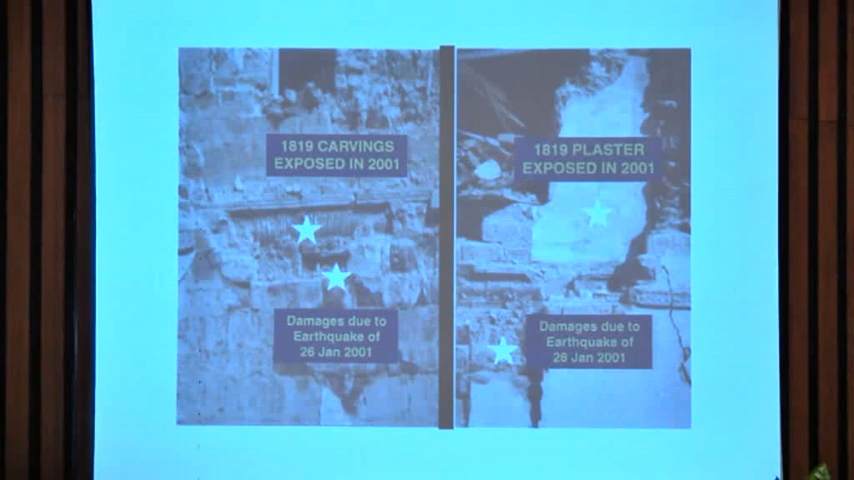 1819 CARVINGS
EXPOSED IN 2001
Damages due to
Earthquake of
26 Jan 2001
1819 PLASTER
EXPOSED IN 2001
Damages due to
Earthquake of
26 Jan 2001